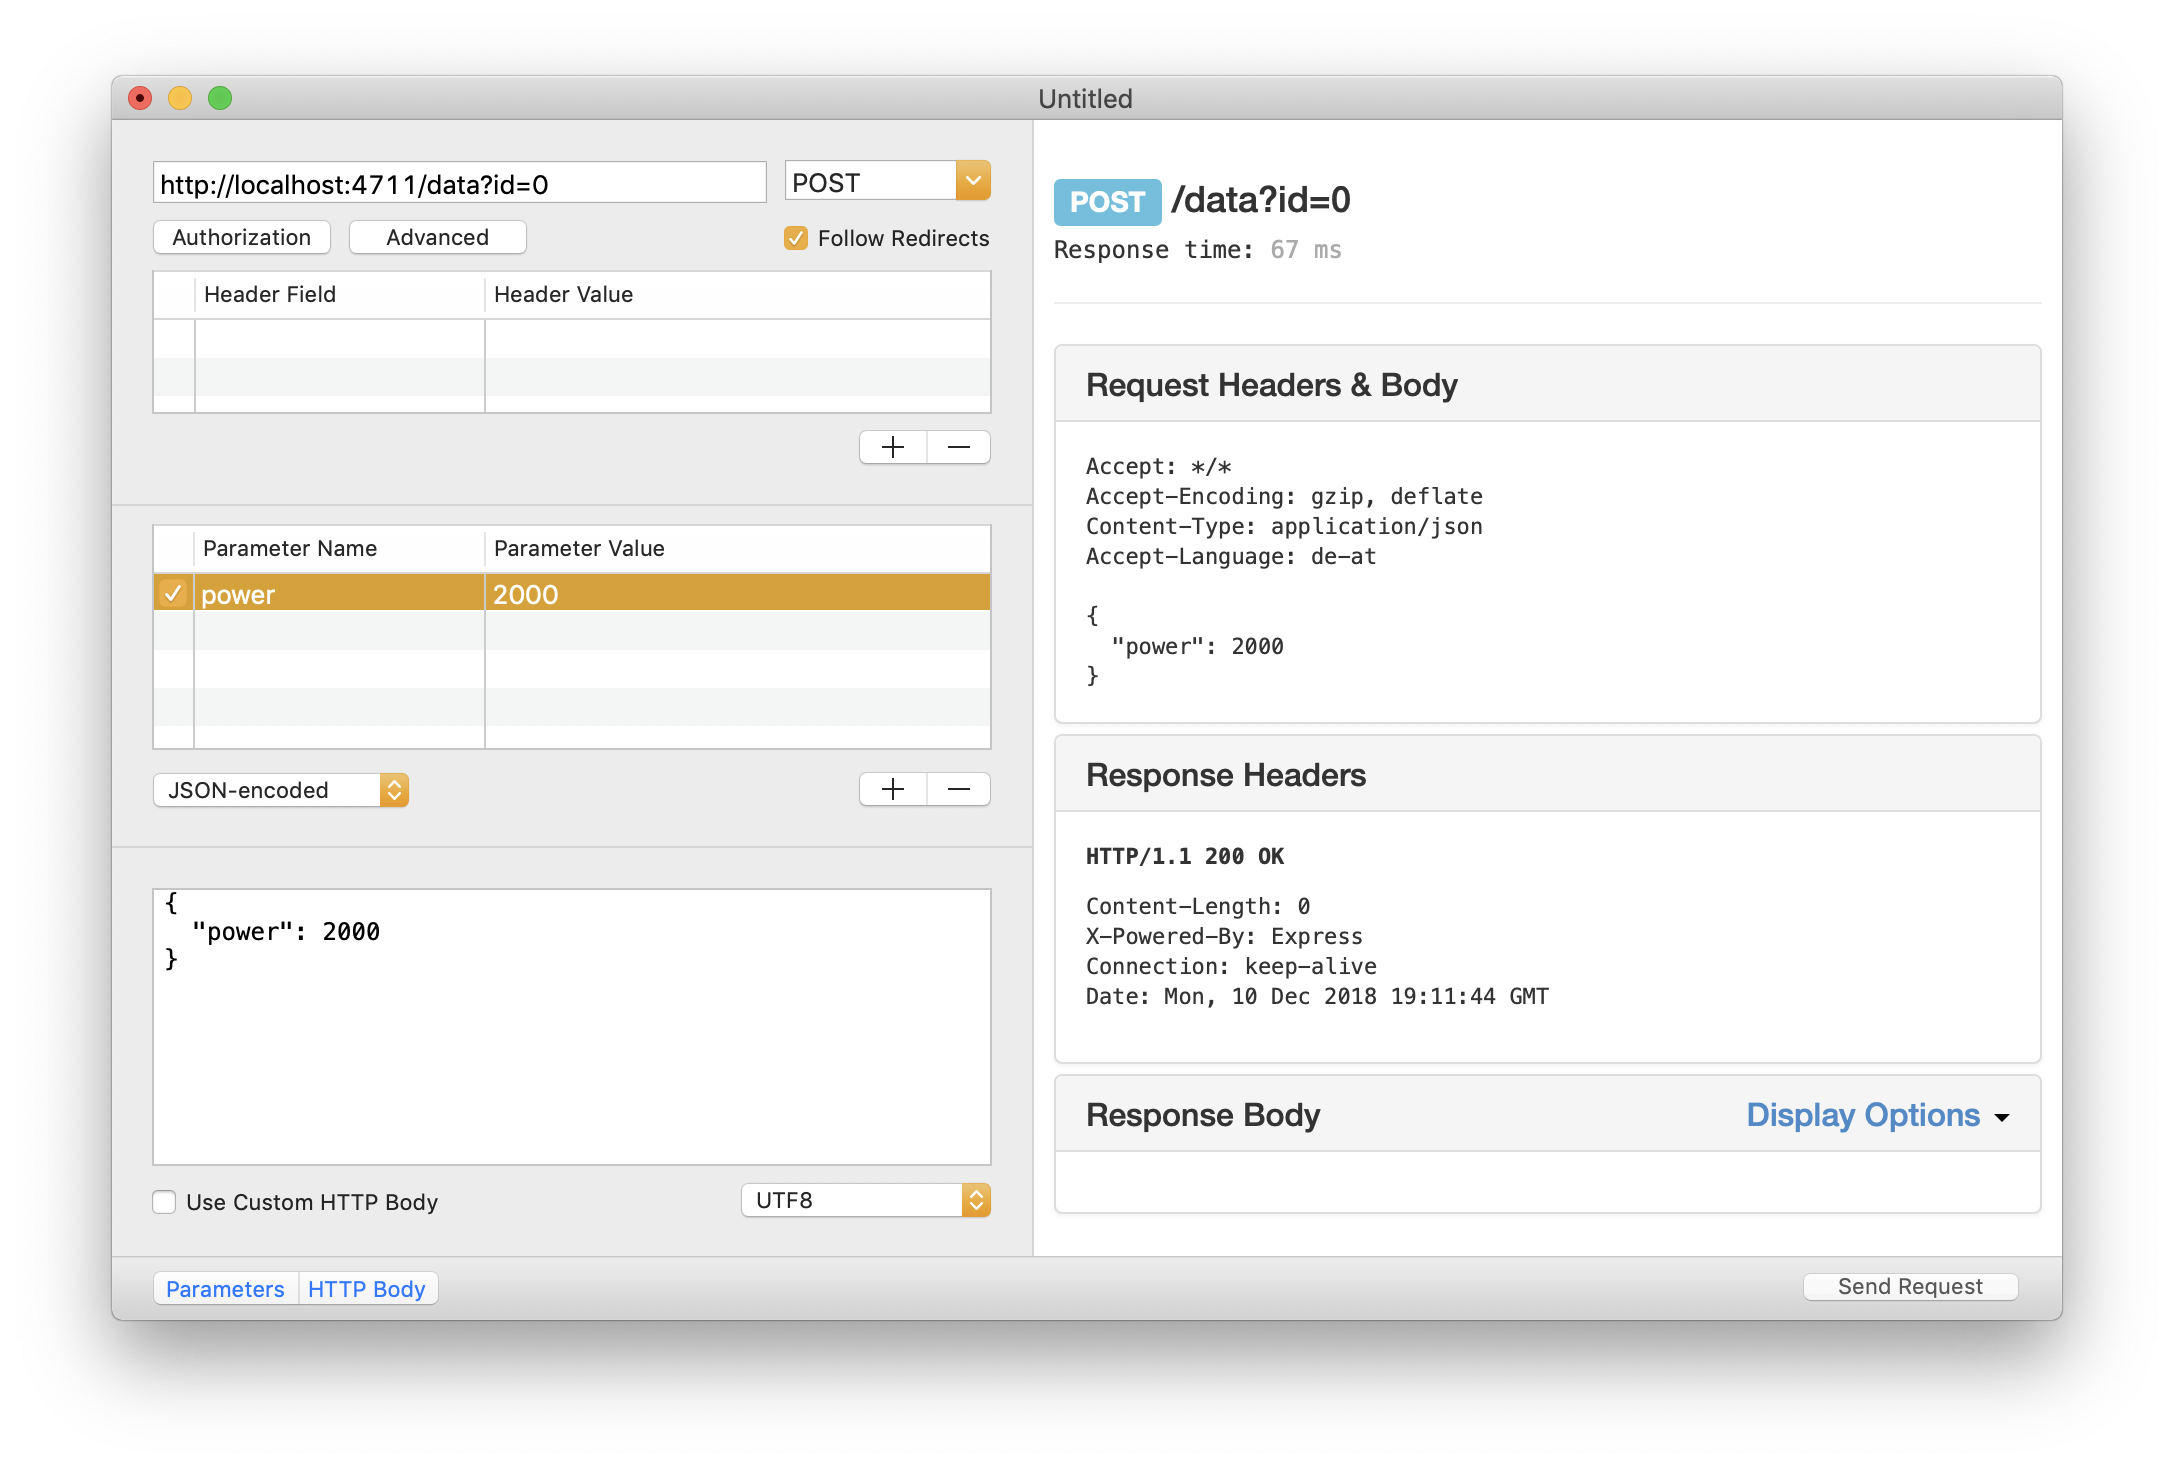 Untitled
http://localhost:4711/data?id=0
POST
Authorization
Advanced
Follow Redirects
Header Field
Header Value
Parameter Name
Parameter Value
power
2000
JSON-encoded
{
  "power": 2000
}
Use Custom HTTP Body
UTF8
Parameters
HTTP Body
POST /data?id=0
Response time: 67 ms
Request Headers & Body
Accept: */*
Accept-Encoding: gzip, deflate
Content-Type: application/json
Accept-Language: de-at
{
  "power": 2000
}
Response Headers
HTTP/1.1 200 OK
Content-Length: 0
X-Powered-By: Express
Connection: keep-alive
Date: Mon, 10 Dec 2018 19:11:44 GMT
Response Body
Display Options
Send Request